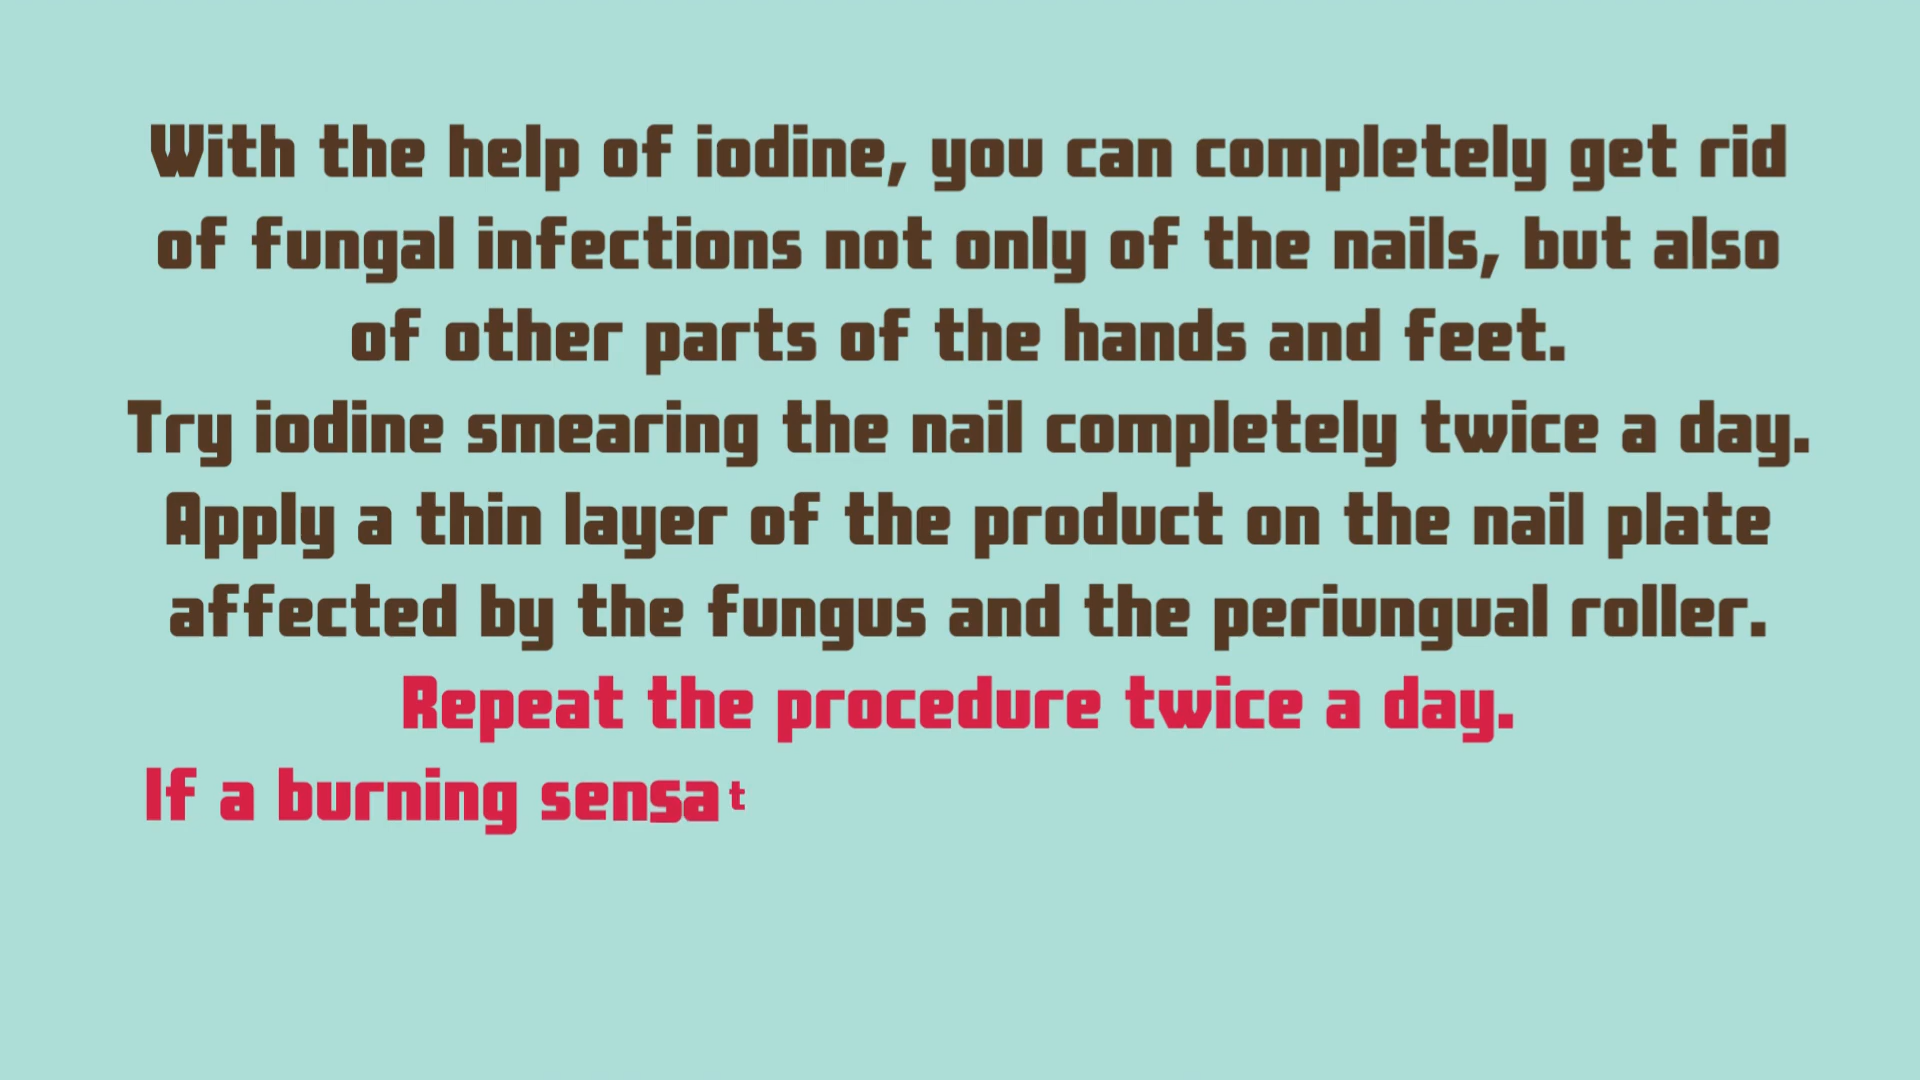 With the help of iodine, you can completely get rid
of fungal infections not only of the nails, but also
of other parts of the hands and feet.
Try iodine smearing the nail completely twice a day.
Apply a thin layer of the product on the nail plate
affected by the fungus and the periungual roller.
Repeat the procedure twice a day.
If a burning sensat